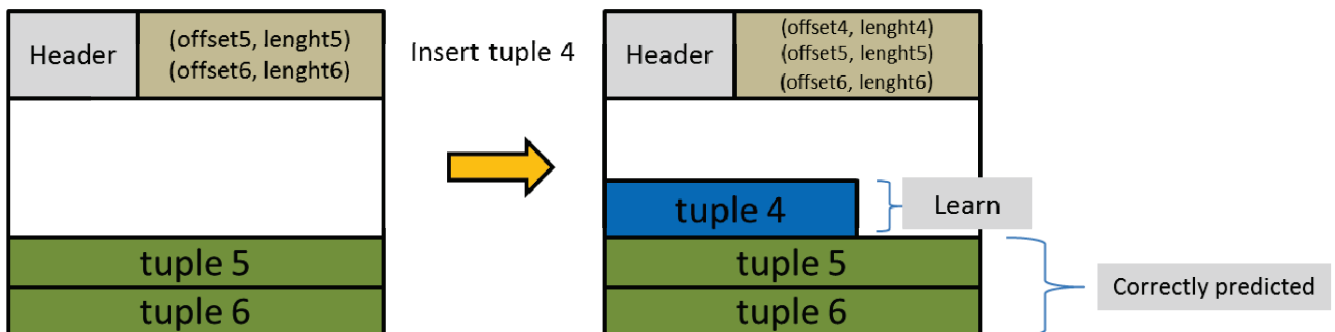 Header
(offset5, lenght5)
(offset6, lenght6)
tuple 5
tuple 6
Insert tuple 4
Header
(offset4, lenght4)
(offset5, lenght5)
(offset6, lenght6)
tuple 4
Learn
tuple 5
tuple 6
Correctly predicted